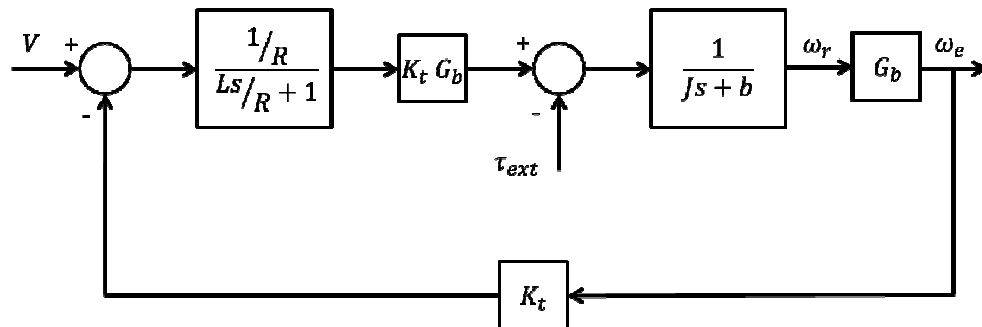 V
+
-
1/R
Ls/R + 1
K_t G_b
+
-
τ_ext
1
Js + b
ω_r
G_b
ω_e
K_t